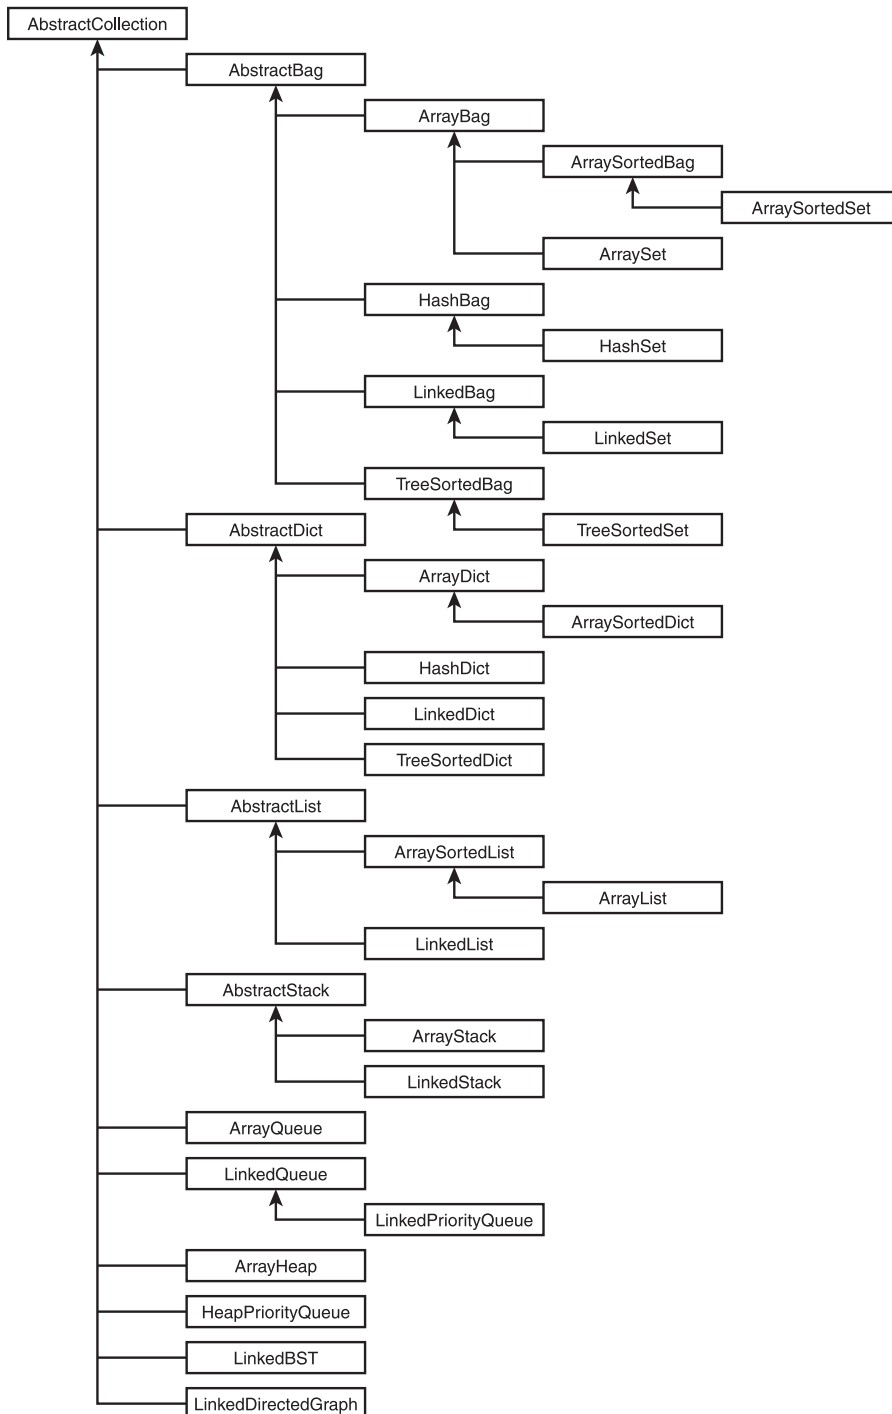 AbstractCollection
AbstractBag
ArrayBag
ArraySortedBag
ArraySortedSet
ArraySet
HashBag
HashSet
LinkedBag
LinkedSet
TreeSortedBag
TreeSortedSet
AbstractDict
ArrayDict
ArraySortedDict
HashDict
LinkedDict
TreeSortedDict
AbstractList
ArraySortedList
ArrayList
LinkedList
AbstractStack
ArrayStack
LinkedStack
ArrayQueue
LinkedQueue
LinkedPriorityQueue
ArrayHeap
HeapPriorityQueue
LinkedBST
LinkedDirectedGraph